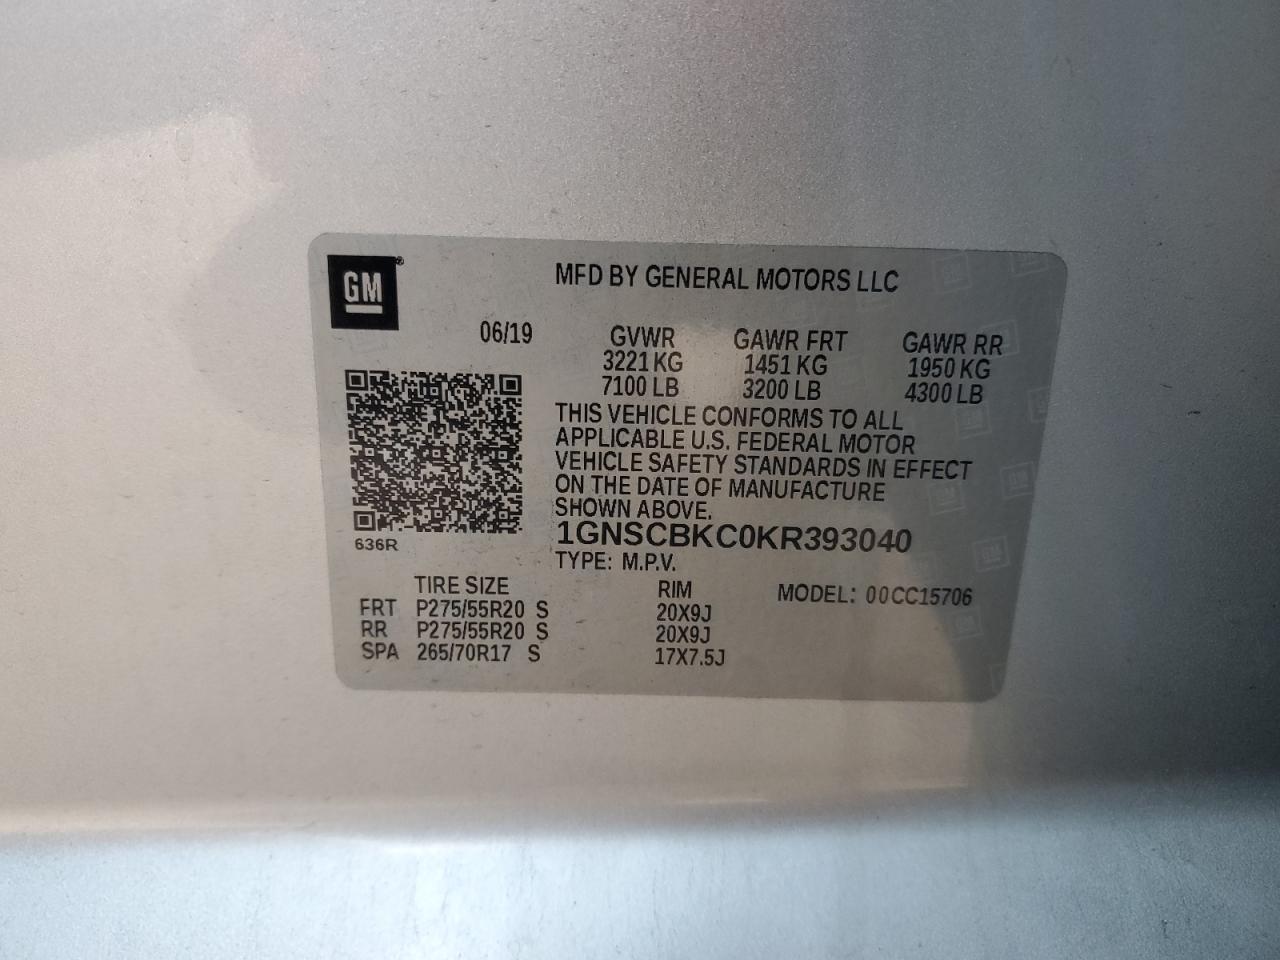 GM®
MFD BY GENERAL MOTORS LLC
06/19 GVWR GAWR FRT GAWR RR
3221 KG 1451 KG 1950 KG
7100 LB 3200 LB 4300 LB
THIS VEHICLE CONFORMS TO ALL
APPLICABLE U.S. FEDERAL MOTOR
VEHICLE SAFETY STANDARDS IN EFFECT
ON THE DATE OF MANUFACTURE
SHOWN ABOVE.
1GNSCBKC0KR393040
636R
TYPE: M.P.V.
TIRE SIZE RIM MODEL: 00CC15706
FRT P275/55R20 S 20X9J
RR P275/55R20 S 20X9J
SPA 265/70R17 S 17X7.5J